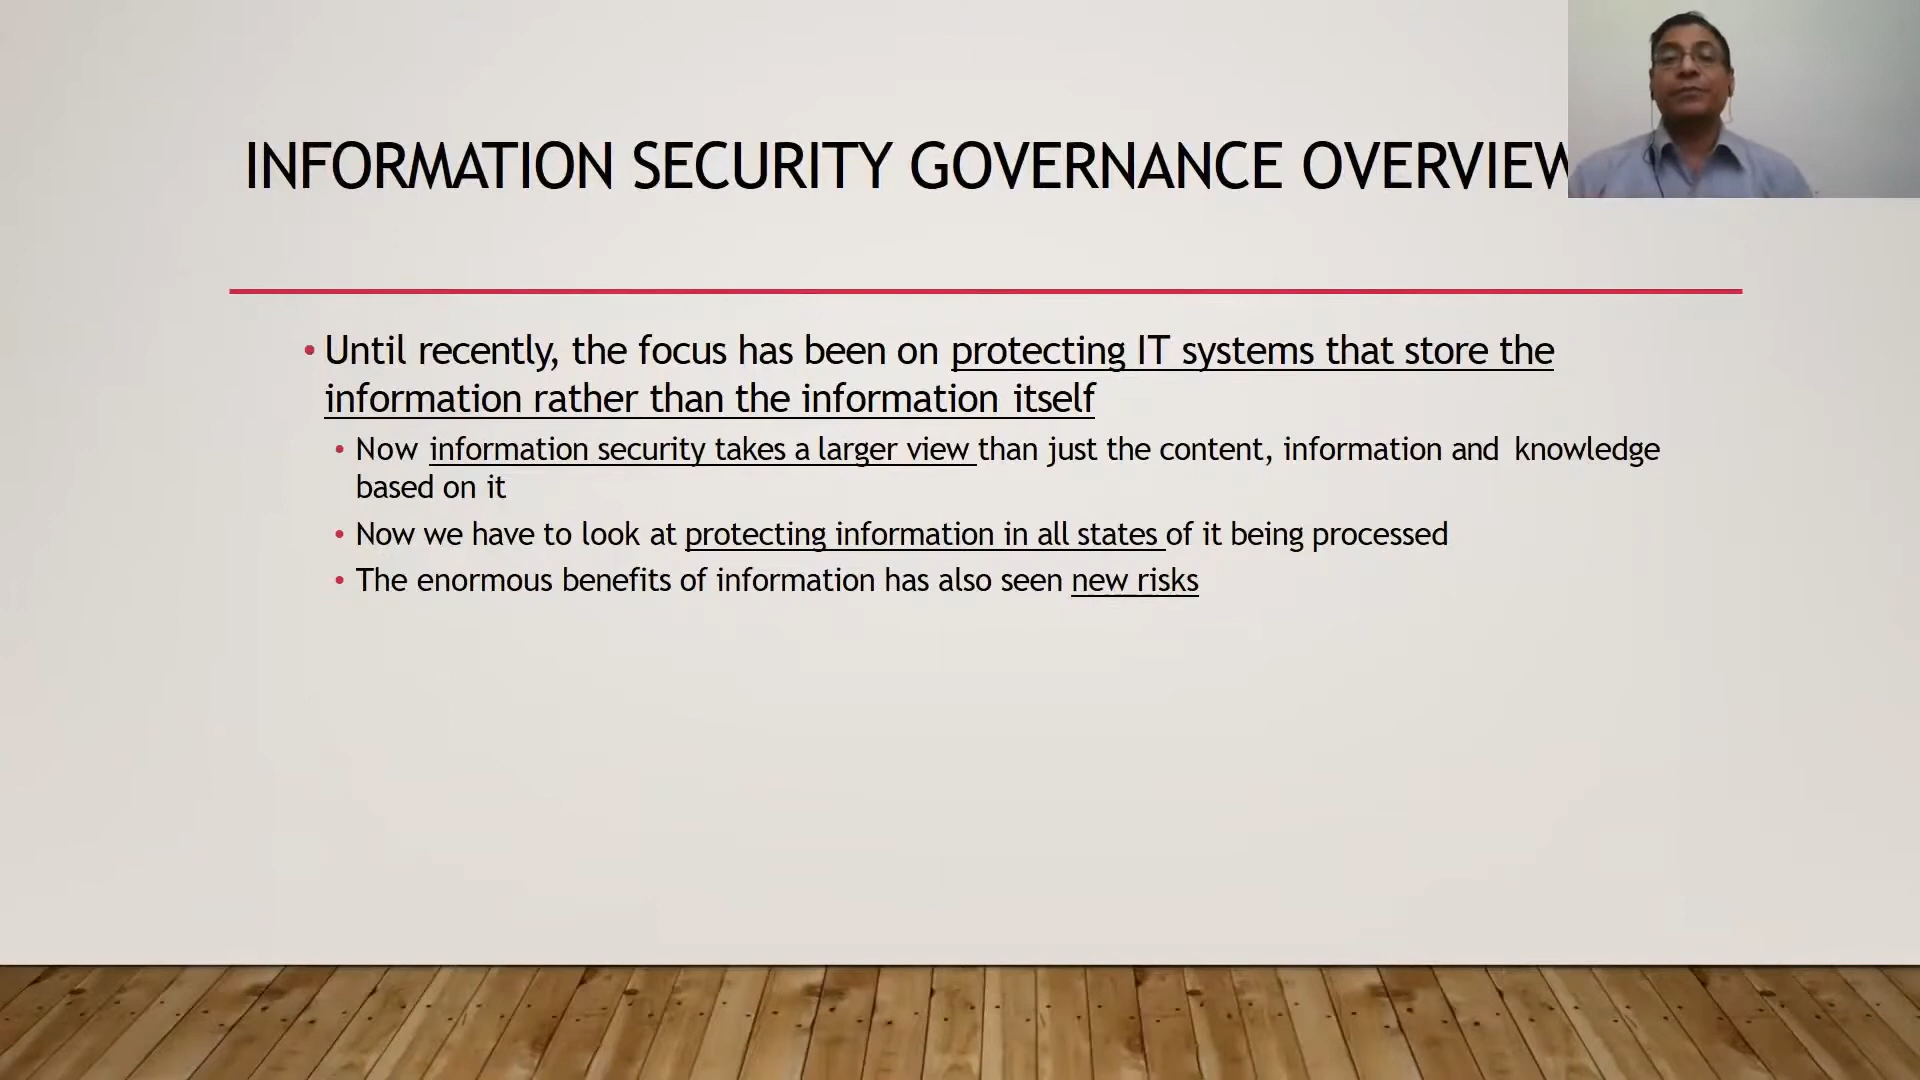 INFORMATION SECURITY GOVERNANCE OVERVIEW
• Until recently, the focus has been on protecting IT systems that store the
information rather than the information itself
• Now information security takes a larger view than just the content, information and knowledge
based on it
• Now we have to look at protecting information in all states of it being processed
• The enormous benefits of information has also seen new risks